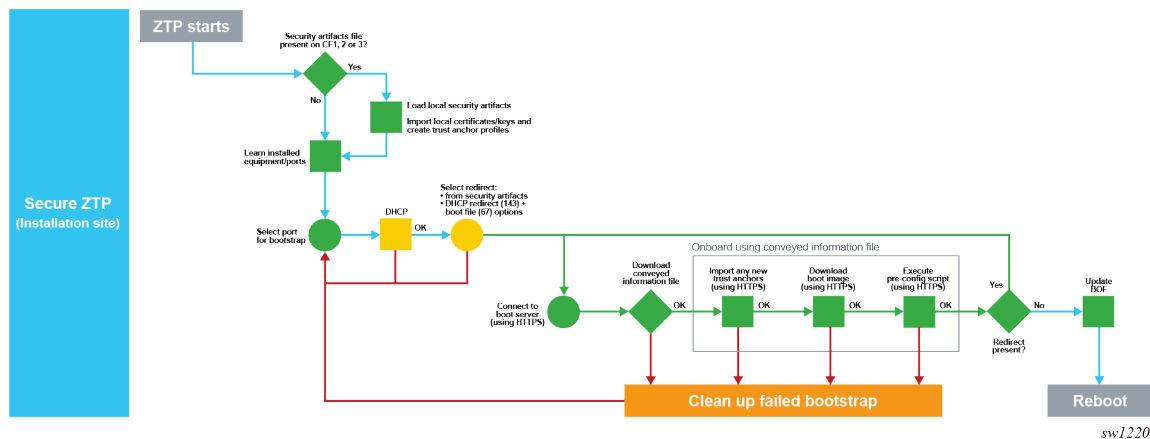 ZTP starts
Security artifacts file
present on CF1, 2 or 3?
Yes
No
Load local security artifacts
Import local certificates/keys and
create trust anchor profiles
Learn installed
equipment/ports
Secure ZTP
(Installation site)
Select port
for bootstrap
DHCP
OK
Select redirect:
• from security artifacts
• DHCP redirect (143) +
boot file (67) options
Onboard using conveyed information file
Connect to
boot server
(using HTTPS)
Download
conveyed
information file
OK
Import any new
trust anchors
(using HTTPS)
OK
Download
boot image
(using HTTPS)
OK
Execute
pre-config script
(using HTTPS)
OK
Yes
No
Redirect
present?
Update
BOF
Clean up failed bootstrap
Reboot
sw1220